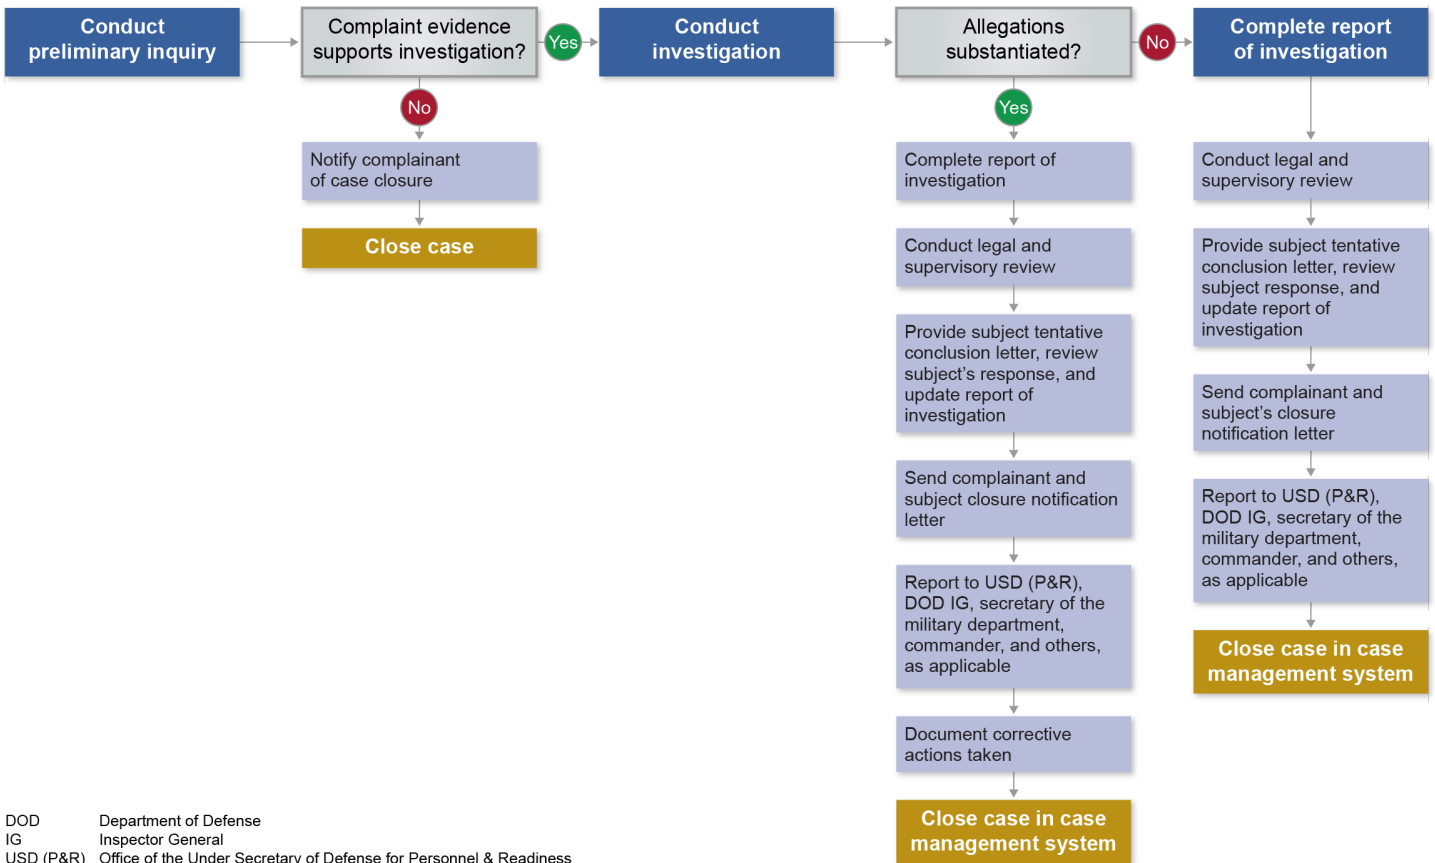 Conduct
preliminary inquiry
Complaint evidence
supports investigation?
Yes
Conduct
investigation
Allegations
substantiated?
No
Complete report
of investigation
No
Notify complainant
of case closure
Close case
Yes
Complete report of
investigation
Conduct legal and
supervisory review
Provide subject tentative
conclusion letter, review
subject's response, and
update report of
investigation
Send complainant and
subject closure notification
letter
Report to USD (P&R),
DOD IG, secretary of the
military department,
commander, and others,
as applicable
Document corrective
actions taken
Close case in case
management system
Conduct legal and
supervisory review
Provide subject tentative
conclusion letter, review
subject response, and
update report of
investigation
Send complainant and
subject's closure
notification letter
Report to USD (P&R),
DOD IG, secretary of the
military department,
commander, and others,
as applicable
Close case in case
management system
DOD Department of Defense
IG Inspector General
USD (P&R) Office of the Under Secretary of Defense for Personnel & Readiness